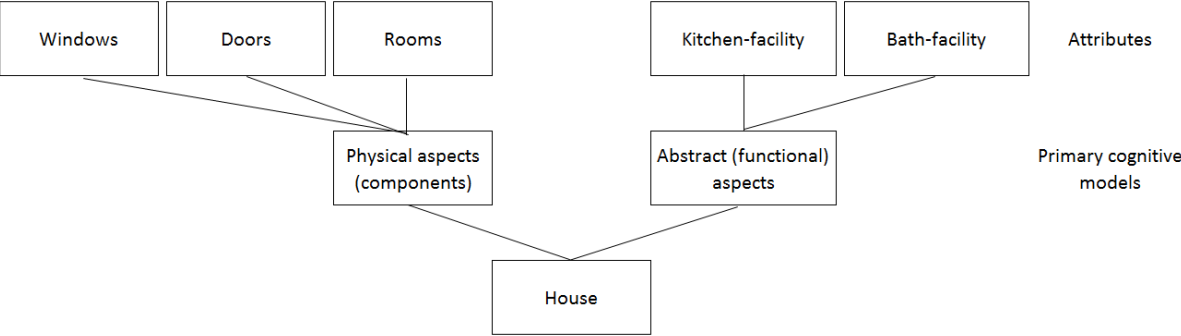 Windows
Doors
Rooms
Kitchen-facility
Bath-facility
Attributes
Physical aspects
(components)
Abstract (functional)
aspects
Primary cognitive
models
House